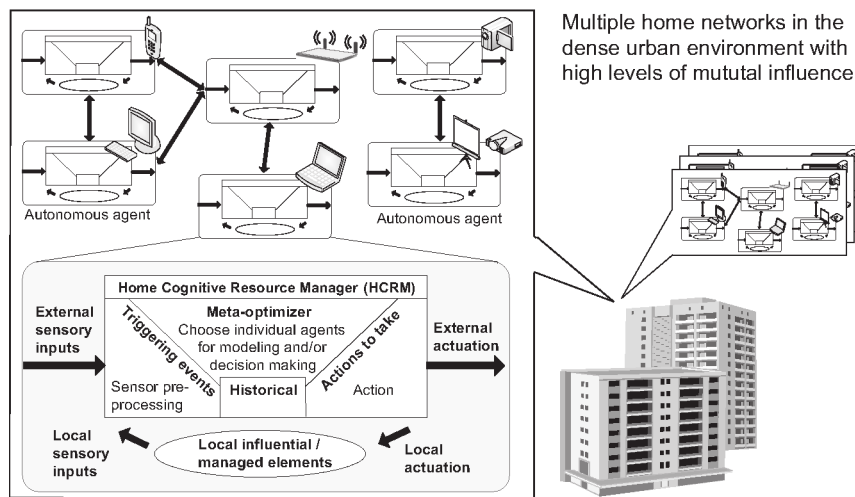 Multiple home networks in the
dense urban environment with
high levels of mututal influence
Autonomous agent
Autonomous agent
Home Cognitive Resource Manager (HCRM)
External
sensory
inputs
Triggering events
Meta-optimizer
Choose individual agents
for modeling and/or
decision making
Actions to take
External
actuation
Sensor pre-
processing
Historical
Action
Local
sensory
inputs
Local influential /
managed elements
Local
actuation